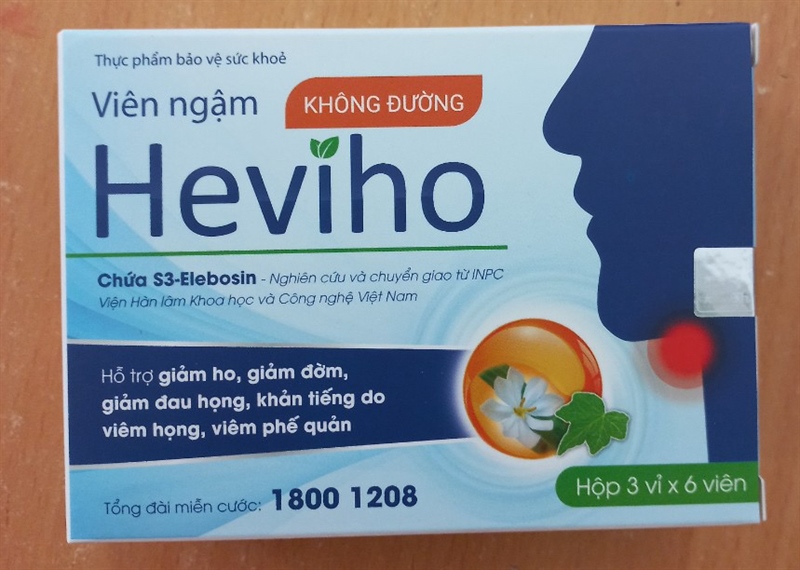 Thực phẩm bảo vệ sức khoẻ
Viên ngậm
KHÔNG ĐƯỜNG
Heviho
Chứa S3-Elebosin - Nghiên cứu và chuyển giao từ INPC
Viện Hàn lâm Khoa học và Công nghệ Việt Nam
Hỗ trợ giảm ho, giảm đờm,
giảm đau họng, khản tiếng do
viêm họng, viêm phế quản
Hộp 3 vỉ x 6 viên
Tổng đài miễn cước: 1800 1208